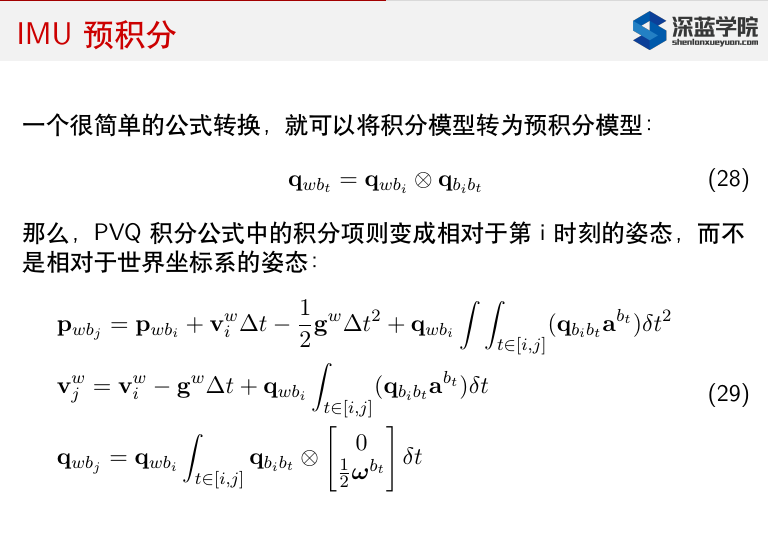 IMU 预积分
深蓝学院
shenlanxueyuan.com
一个很简单的公式转换，就可以将积分模型转为预积分模型：
$\mathbf{q}_{wb_t} = \mathbf{q}_{wb_i} \otimes \mathbf{q}_{b_i b_t}$ (28)
那么，PVQ 积分公式中的积分项则变成相对于第 i 时刻的姿态，而不
是相对于世界坐标系的姿态：
$\mathbf{p}_{wb_j} = \mathbf{p}_{wb_i} + \mathbf{v}_i^w \Delta t - \frac{1}{2}\mathbf{g}^w \Delta t^2 + \mathbf{q}_{wb_i} \int\int_{t\in[i,j]} (\mathbf{q}_{b_i b_t} \mathbf{a}^{b_t}) \delta t^2$
$\mathbf{v}_j^w = \mathbf{v}_i^w - \mathbf{g}^w \Delta t + \mathbf{q}_{wb_i} \int_{t\in[i,j]} (\mathbf{q}_{b_i b_t} \mathbf{a}^{b_t}) \delta t$ (29)
$\mathbf{q}_{wb_j} = \mathbf{q}_{wb_i} \int_{t\in[i,j]} \mathbf{q}_{b_i b_t} \otimes \begin{bmatrix} 0 \\ \frac{1}{2}\boldsymbol{\omega}^{b_t} \end{bmatrix} \delta t$